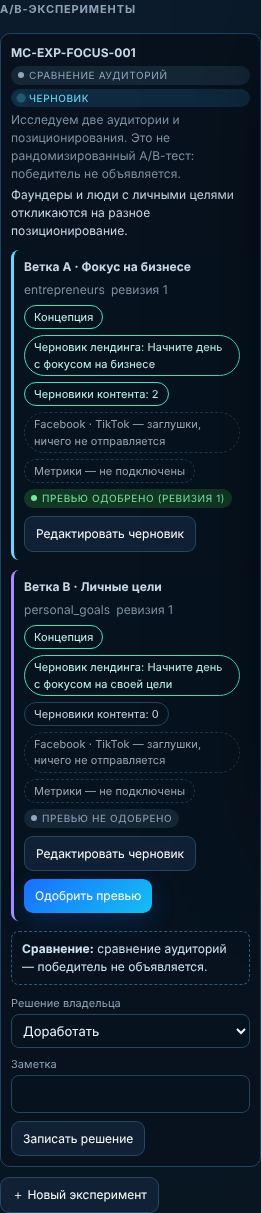 A/B-ЭКСПЕРИМЕНТЫ
MC-EXP-FOCUS-001
СРАВНЕНИЕ АУДИТОРИЙ
ЧЕРНОВИК
Исследуем две аудитории и
позиционирования. Это не
рандомизированный A/B-тест:
победитель не объявляется.
Фаундеры и люди с личными целями
откликаются на разное
позиционирование.
Ветка A · Фокус на бизнесе
entrepreneurs ревизия 1
Концепция
Черновик лендинга: Начните день
с фокусом на бизнесе
Черновики контента: 2
Facebook · TikTok — заглушки,
ничего не отправляется
Метрики — не подключены
ПРЕВЬЮ ОДОБРЕНО (РЕВИЗИЯ 1)
Редактировать черновик
Ветка B · Личные цели
personal_goals ревизия 1
Концепция
Черновик лендинга: Начните день
с фокусом на своей цели
Черновики контента: 0
Facebook · TikTok — заглушки,
ничего не отправляется
Метрики — не подключены
ПРЕВЬЮ НЕ ОДОБРЕНО
Редактировать черновик
Одобрить превью
Сравнение: сравнение аудиторий
— победитель не объявляется.
Решение владельца
Доработать
Заметка
Записать решение
+ Новый эксперимент